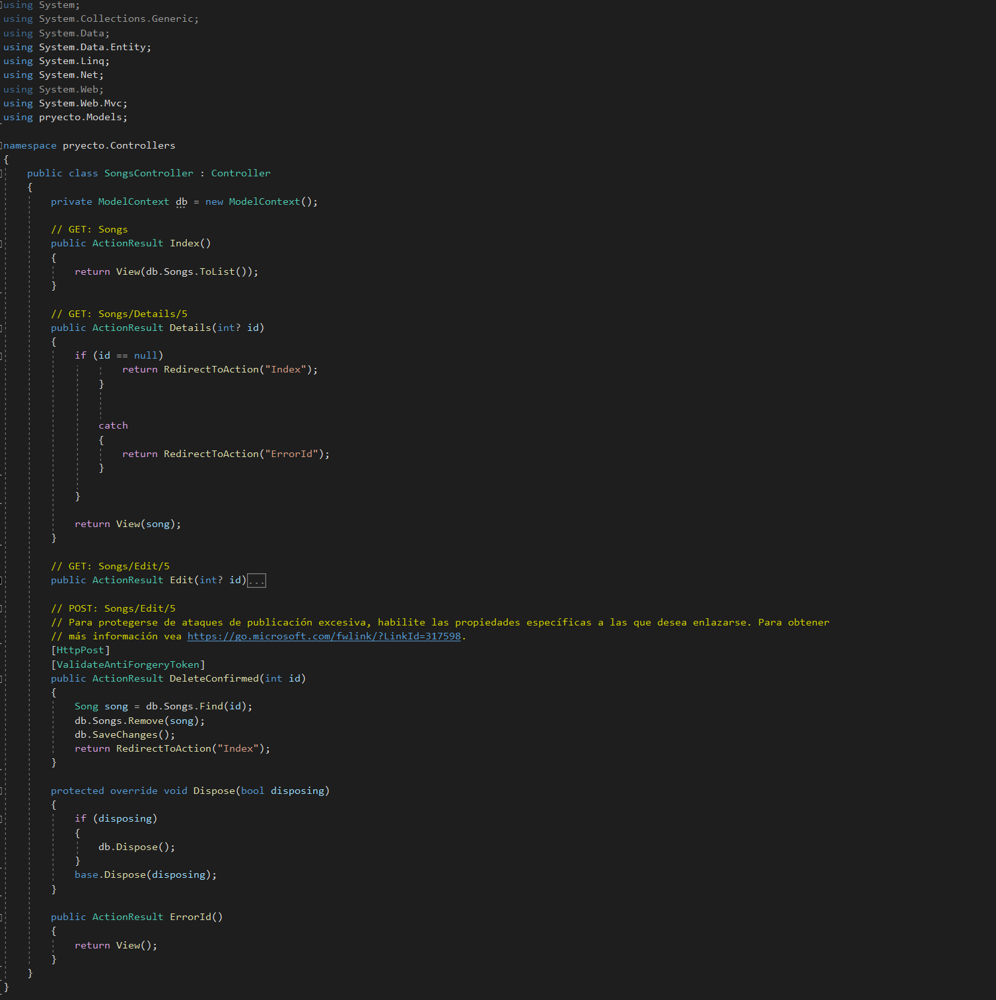 using System;
using System.Collections.Generic;
using System.Data;
using System.Data.Entity;
using System.Linq;
using System.Net;
using System.Web;
using System.Web.Mvc;
using pryecto.Models;

namespace pryecto.Controllers
{
    public class SongsController : Controller
    {
        private ModelContext db = new ModelContext();

        // GET: Songs
        public ActionResult Index()
        {
            return View(db.Songs.ToList());
        }

        // GET: Songs/Details/5
        public ActionResult Details(int? id)
        {
            if (id == null)
                    return RedirectToAction("Index");
                }

                catch
                {
                    return RedirectToAction("ErrorId");
                }

            }

            return View(song);
        }

        // GET: Songs/Edit/5
        public ActionResult Edit(int? id)...

        // POST: Songs/Edit/5
        // Para protegerse de ataques de publicación excesiva, habilite las propiedades específicas a las que desea enlazarse. Para obtener
        // más información vea https://go.microsoft.com/fwlink/?LinkId=317598.
        [HttpPost]
        [ValidateAntiForgeryToken]
        public ActionResult DeleteConfirmed(int id)
        {
            Song song = db.Songs.Find(id);
            db.Songs.Remove(song);
            db.SaveChanges();
            return RedirectToAction("Index");
        }

        protected override void Dispose(bool disposing)
        {
            if (disposing)
            {
                db.Dispose();
            }
            base.Dispose(disposing);
        }

        public ActionResult ErrorId()
        {
            return View();
        }
    }
}